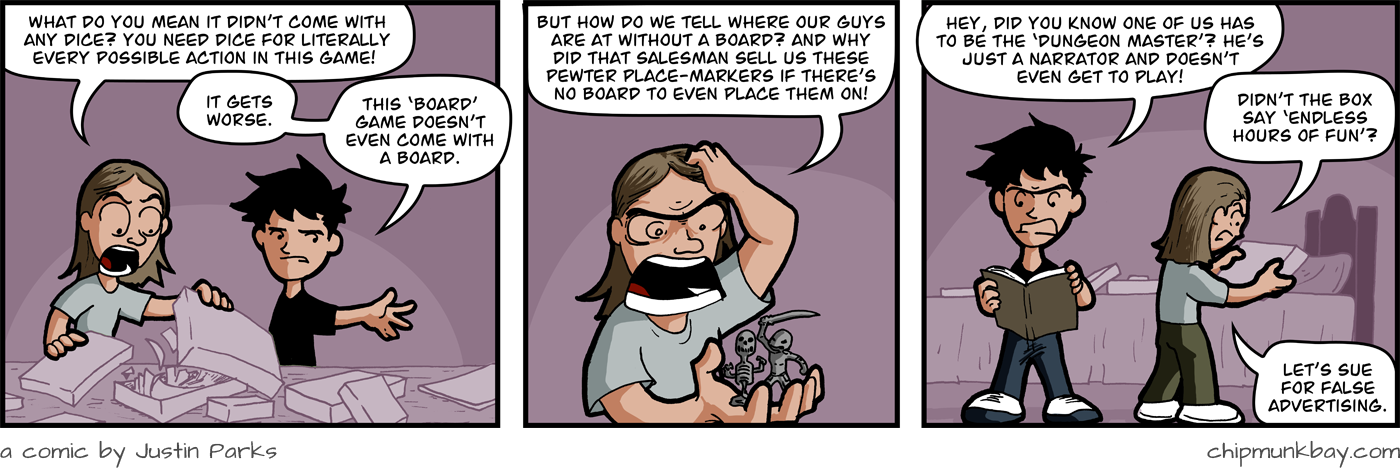 WHAT DO YOU MEAN IT DIDN'T COME WITH
ANY DICE? YOU NEED DICE FOR LITERALLY
EVERY POSSIBLE ACTION IN THIS GAME!
IT GETS
WORSE.
THIS 'BOARD'
GAME DOESN'T
EVEN COME WITH
A BOARD.
BUT HOW DO WE TELL WHERE OUR GUYS
ARE AT WITHOUT A BOARD? AND WHY
DID THAT SALESMAN SELL US THESE
PEWTER PLACE-MARKERS IF THERE'S
NO BOARD TO EVEN PLACE THEM ON!
HEY, DID YOU KNOW ONE OF US HAS
TO BE THE 'DUNGEON MASTER'? HE'S
JUST A NARRATOR AND DOESN'T
EVEN GET TO PLAY!
DIDN'T THE BOX
SAY 'ENDLESS
HOURS OF FUN'?
LET'S SUE
FOR FALSE
ADVERTISING.
a comic by Justin Parks
chipmunkbay.com